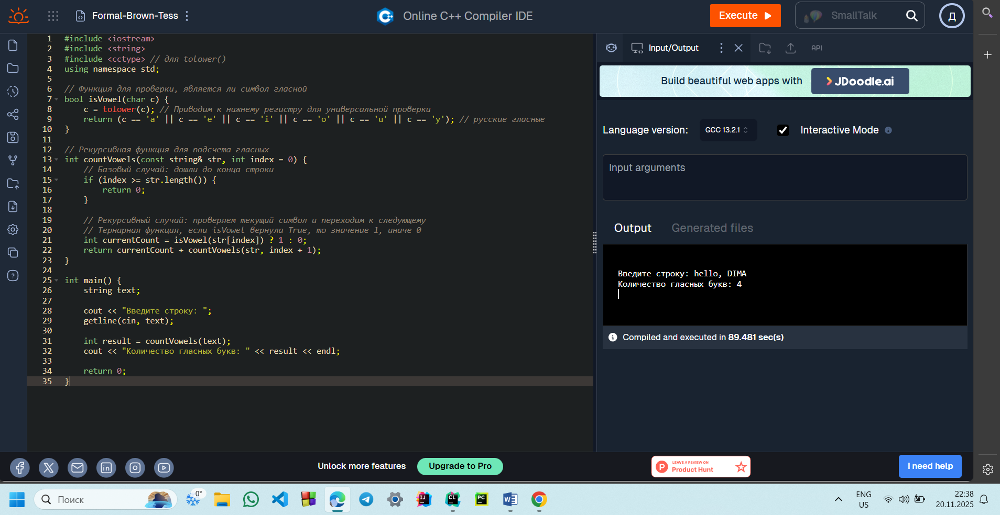 Formal-Brown-Tess
Online C++ Compiler IDE
Execute
SmallTalk
Д
1 #include <iostream>
2 #include <string>
3 #include <cctype> // для tolower()
4 using namespace std;
5
6 // Функция для проверки, является ли символ гласной
7 bool isVowel(char c) {
8 c = tolower(c); // Приводим к нижнему регистру для универсальной проверки
9 return (c == 'a' || c == 'e' || c == 'i' || c == 'o' || c == 'u' || c == 'y'); // русские гласные
10 }
11
12 // Рекурсивная функция для подсчета гласных
13 int countVowels(const string& str, int index = 0) {
14 // Базовый случай: дошли до конца строки
15 if (index >= str.length()) {
16 return 0;
17 }
18
19 // Рекурсивный случай: проверяем текущий символ и переходим к следующему
20 // Тернарная функция, если isVowel вернула True, то значение 1, иначе 0
21 int currentCount = isVowel(str[index]) ? 1 : 0;
22 return currentCount + countVowels(str, index + 1);
23 }
24
25 int main() {
26 string text;
27
28 cout << "Введите строку: ";
29 getline(cin, text);
30
31 int result = countVowels(text);
32 cout << "Количество гласных букв: " << result << endl;
33
34 return 0;
35 }
Input/Output
API
Build beautiful web apps with JDoodle.ai
Language version: GCC 13.2.1 Interactive Mode
Input arguments
Output Generated files
Введите строку: hello, DIMA
Количество гласных букв: 4
Compiled and executed in 89.481 sec(s)
Unlock more features Upgrade to Pro
LEAVE A REVIEW ON
Product Hunt
I need help
Поиск
0°
IJ
CL
PC
W
ENG
US
22:38
20.11.2025